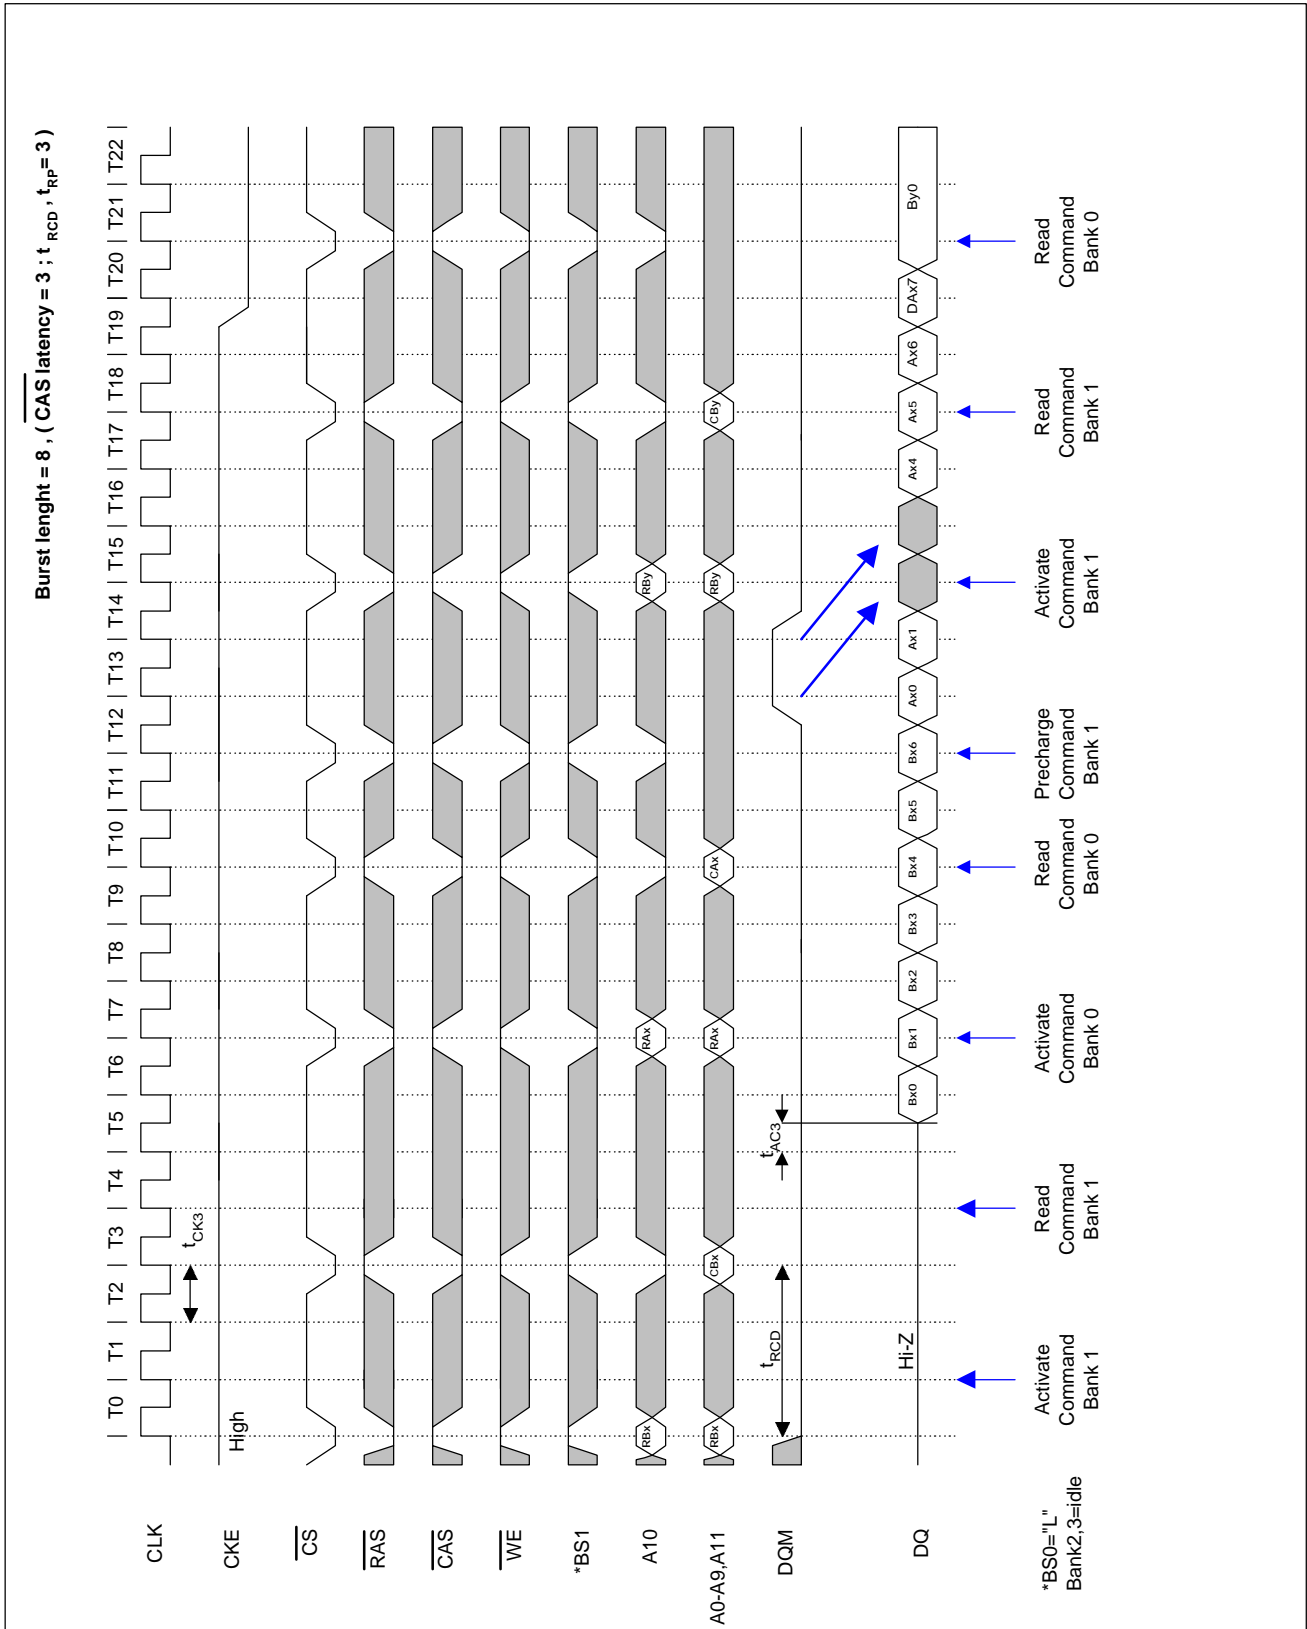 Burst lenght = 8 , ( CAS latency = 3 ; t RCD , tRP= 3 )
T0 T1 T2 T3 T4 T5 T6 T7 T8 T9 T10 T11 T12 T13 T14 T15 T16 T17 T18 T19 T20 T21 T22
CLK
tCK3
CKE
High
CS
RAS
CAS
WE
*BS1
A10
RBx RAx RBy
A0-A9,A11
RBx CBx RAx CAx RBy CBy
DQM
tRCD
tAC3
DQ
Hi-Z
Bx0 Bx1 Bx2 Bx3 Bx4 Bx5 Bx6 Ax0 Ax1 Ax4 Ax5 Ax6 DAx7 By0
*BS0="L"
Bank2,3=idle
Activate
Command
Bank 1
Read
Command
Bank 1
Activate
Command
Bank 0
Read
Command
Bank 0
Precharge
Command
Bank 1
Activate
Command
Bank 1
Read
Command
Bank 1
Read
Command
Bank 0